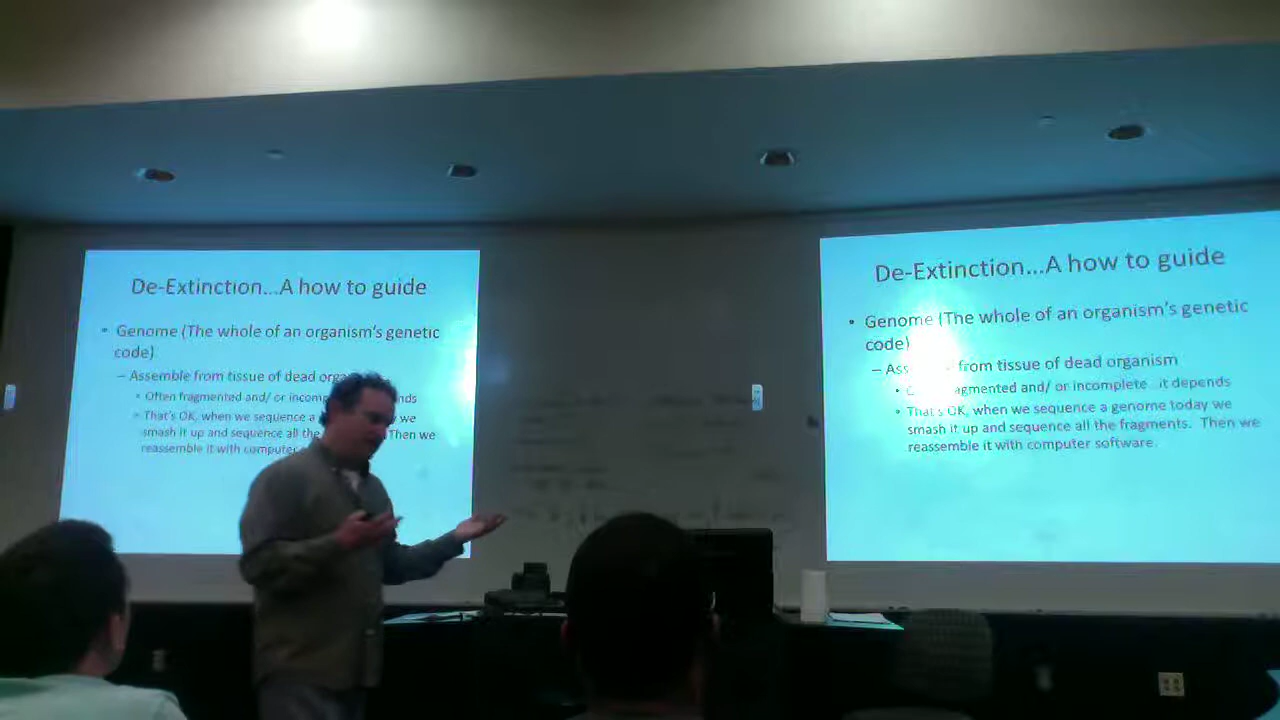 De-Extinction...A how to guide
• Genome (The whole of an organism's genetic
code)
– Assemble from tissue of dead
• Often fragmented and/ or
• That's OK, when we sequence a we
smash it up and sequence all the Then we
reassemble it with computer
De-Extinction...A how to guide
• Genome (The whole of an organism's genetic
code)
– from tissue of dead organism
• and/ or incomplete...it depends
• That's OK, when we sequence a genome today we
smash it up and sequence all the fragments. Then we
reassemble it with computer software.